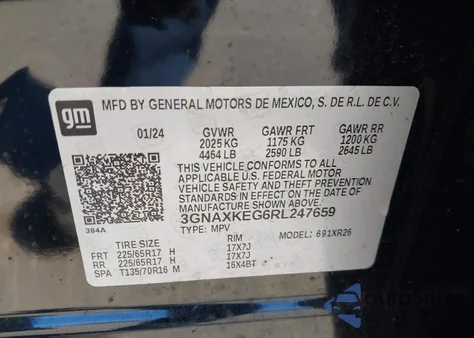 gm
MFD BY GENERAL MOTORS DE MEXICO, S. DE R.L. DE C.V.
01/24 GVWR GAWR FRT GAWR RR
2025 KG 1175 KG 1200 KG
4464 LB 2590 LB 2645 LB
THIS VEHICLE CONFORMS TO ALL
APPLICABLE U.S. FEDERAL MOTOR
VEHICLE SAFETY AND THEFT PREVENTION
STANDARDS IN EFFECT ON THE DATE OF
MANUFACTURE SHOWN ABOVE.
3GNAXKEG6RL247659
384A TYPE: MPV MODEL: 691XR26
TIRE SIZE RIM
FRT 225/65R17 H 17X7J
RR 225/65R17 H 17X7J
SPA T135/70R16 M 16X4BT